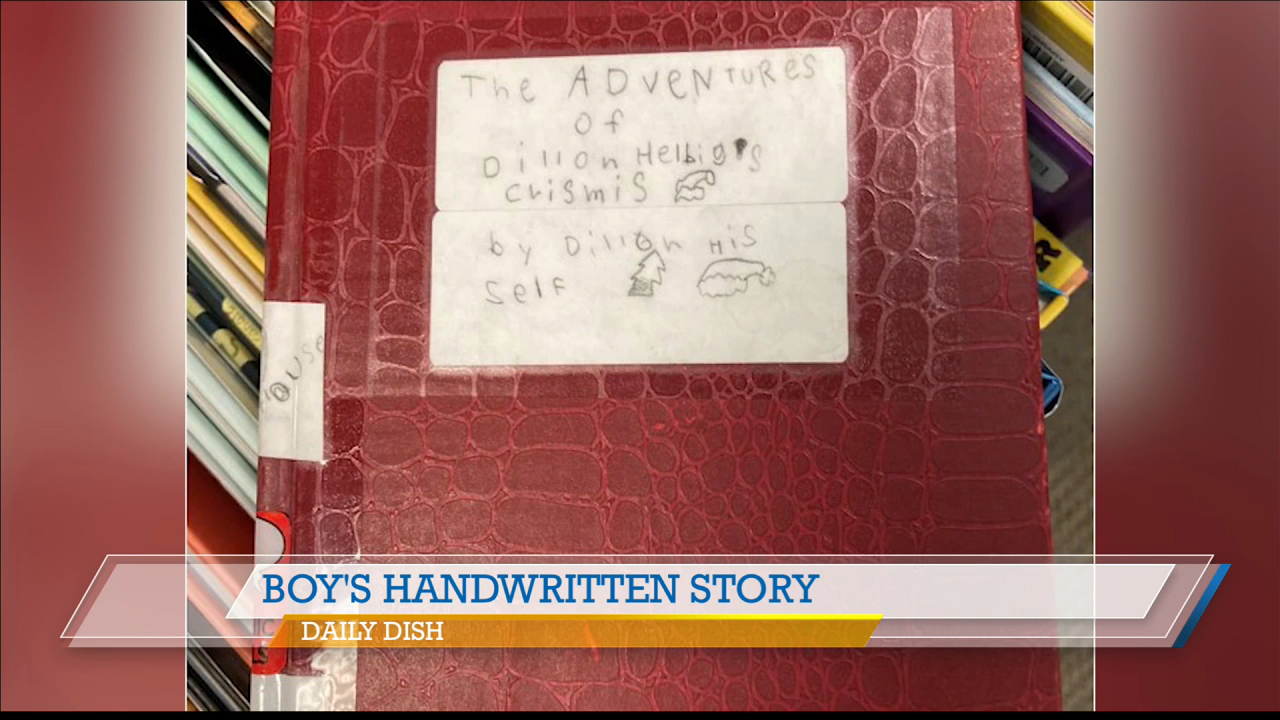 The ADVENTURES
OF
Dillon Helbig's
crismis
by Dillon His
self
BOY'S HANDWRITTEN STORY
DAILY DISH